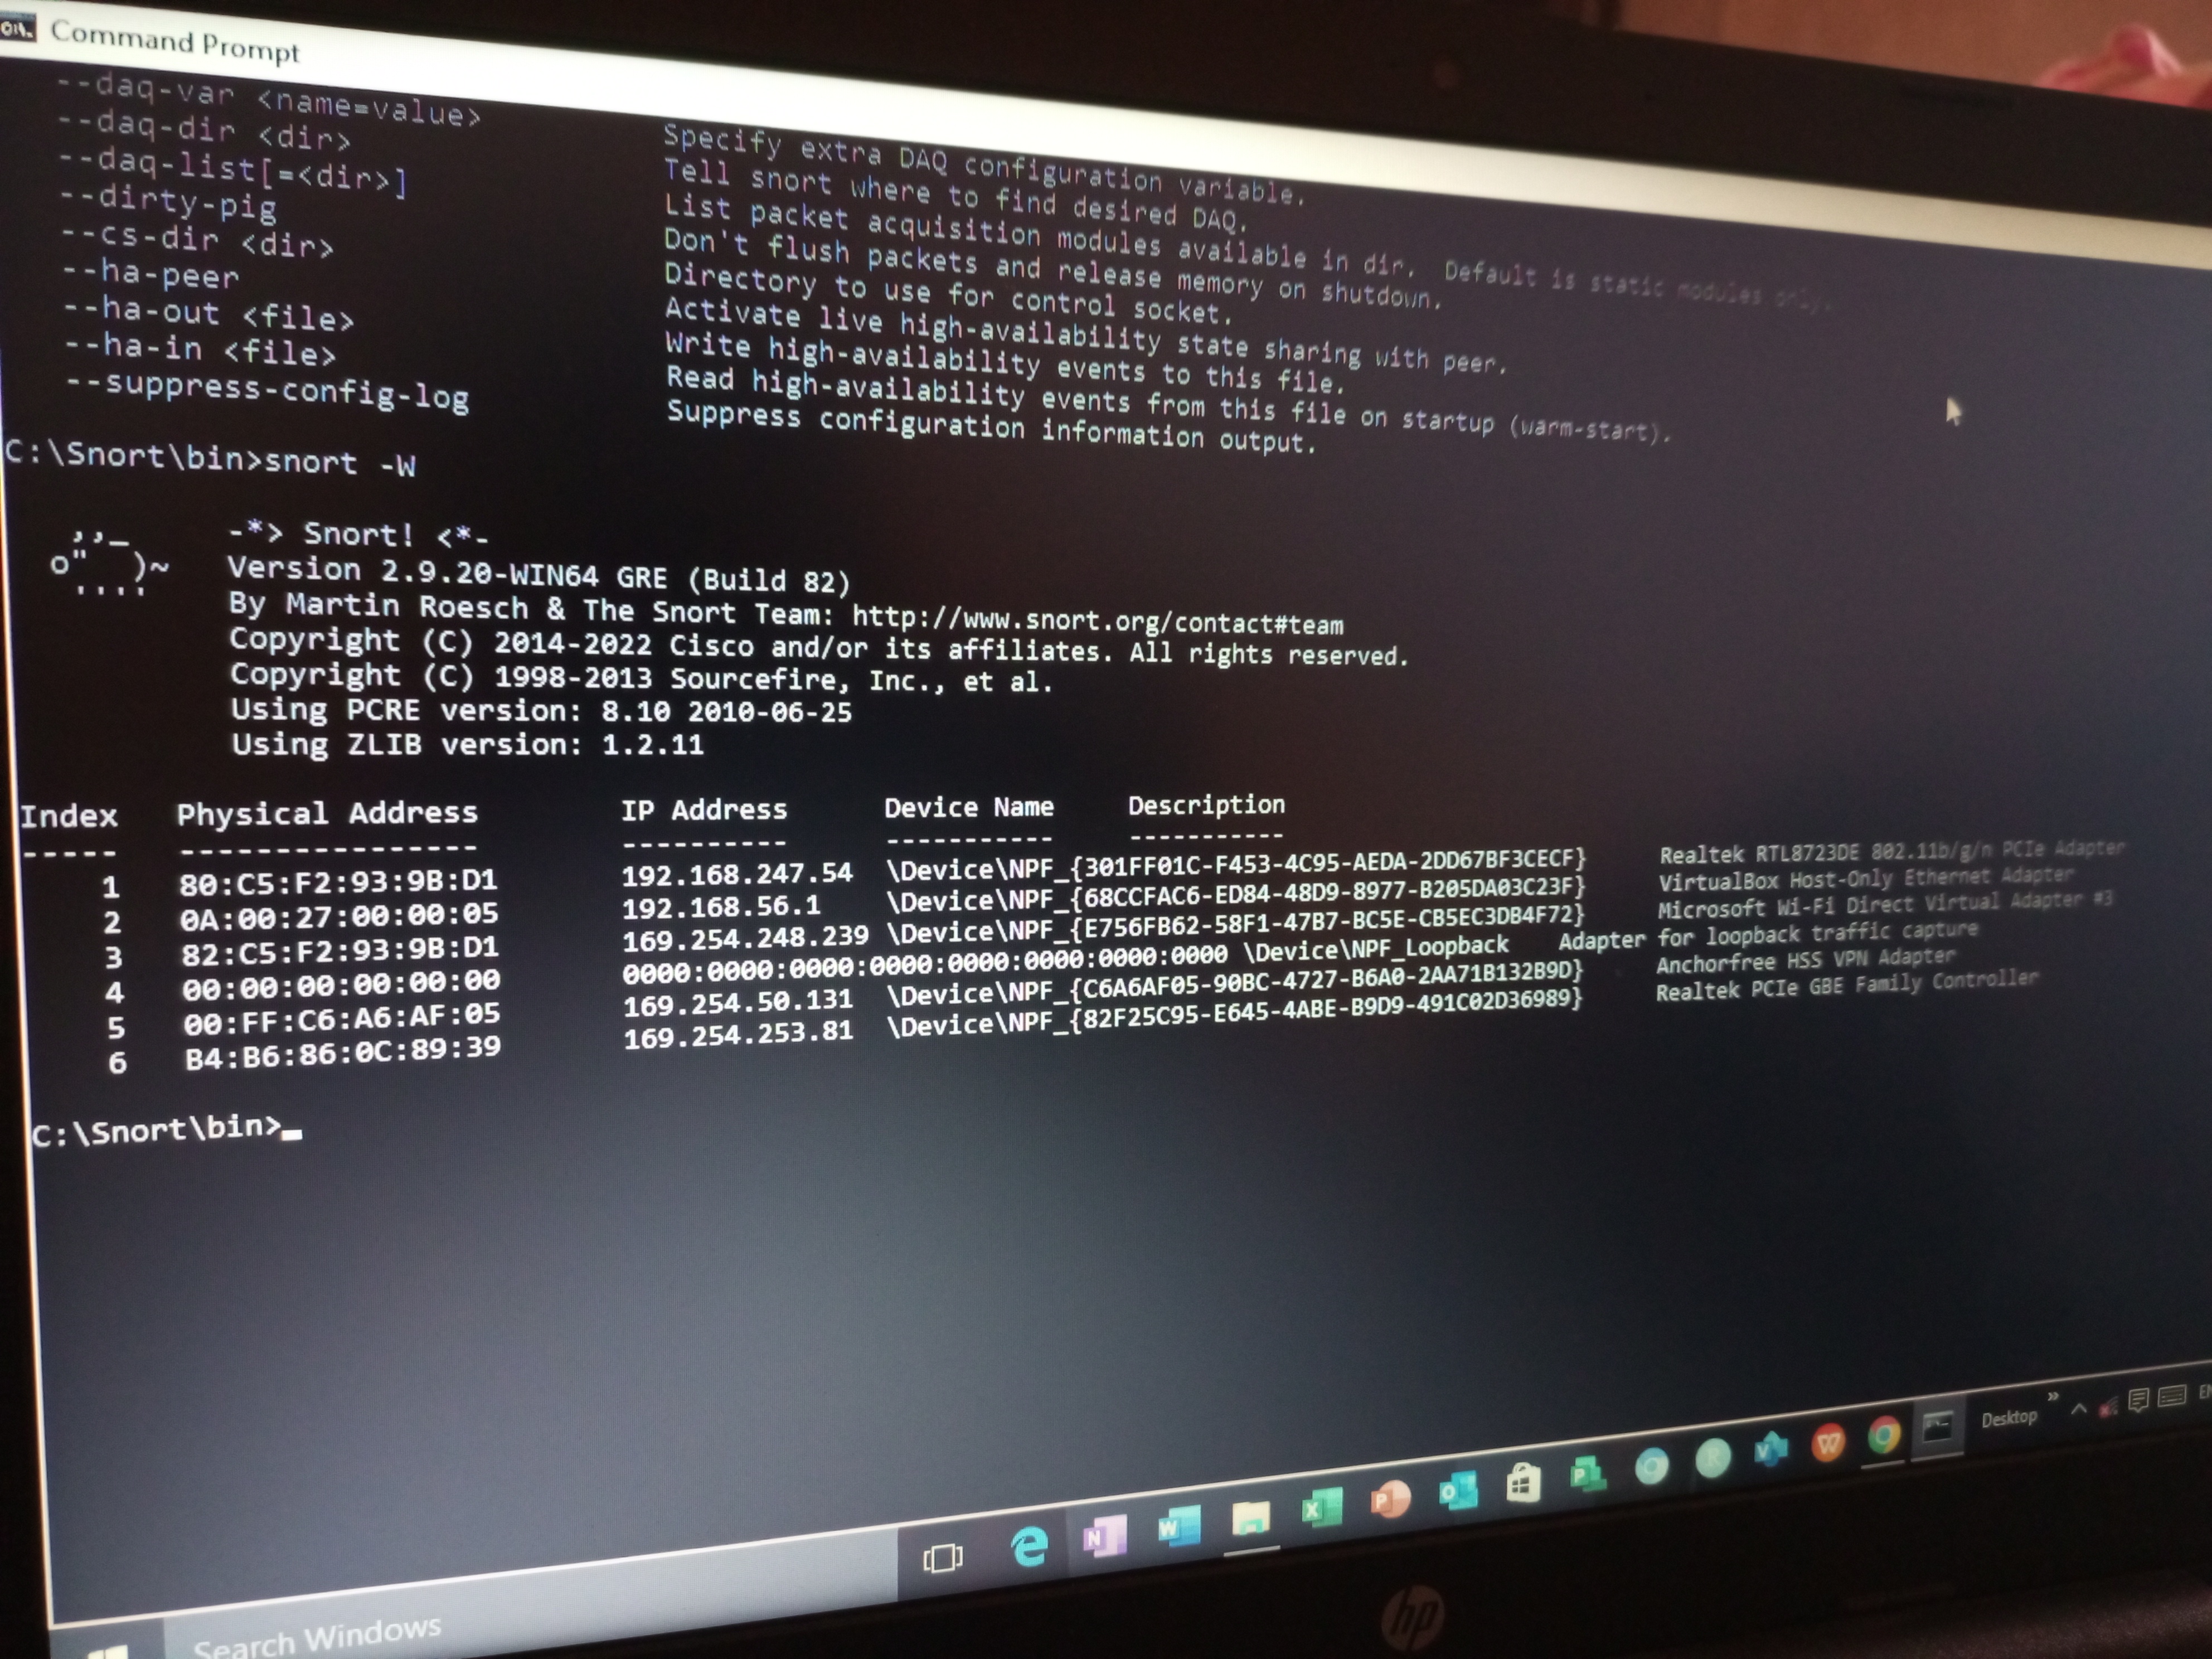 Command Prompt
--daq-var <name=value> Specify extra DAQ configuration variable.
--daq-dir <dir> Tell snort where to find desired DAQ.
--daq-list[=<dir>] List packet acquisition modules available in dir. Default is static modules only.
--dirty-pig Don't flush packets and release memory on shutdown.
--cs-dir <dir> Directory to use for control socket.
--ha-peer Activate live high-availability state sharing with peer.
--ha-out <file> Write high-availability events to this file.
--ha-in <file> Read high-availability events from this file on startup (warm-start).
--suppress-config-log Suppress configuration information output.
C:\Snort\bin>snort -W
,,_ -*> Snort! <*-
o" )~ Version 2.9.20-WIN64 GRE (Build 82)
'''' By Martin Roesch & The Snort Team: http://www.snort.org/contact#team
Copyright (C) 2014-2022 Cisco and/or its affiliates. All rights reserved.
Copyright (C) 1998-2013 Sourcefire, Inc., et al.
Using PCRE version: 8.10 2010-06-25
Using ZLIB version: 1.2.11
Index Physical Address IP Address Device Name Description
----- ---------------- ---------- ----------- -----------
1 80:C5:F2:93:9B:D1 192.168.247.54 \Device\NPF_{301FF01C-F453-4C95-AEDA-2DD67BF3CECF} Realtek RTL8723DE 802.11b/g/n PCIe Adapter
2 0A:00:27:00:00:05 192.168.56.1 \Device\NPF_{68CCFAC6-ED84-48D9-8977-B205DA03C23F} VirtualBox Host-Only Ethernet Adapter
3 82:C5:F2:93:9B:D1 169.254.248.239 \Device\NPF_{E756FB62-58F1-47B7-BC5E-CB5EC3DB4F72} Microsoft Wi-Fi Direct Virtual Adapter #3
4 00:00:00:00:00:00 0000:0000:0000:0000:0000:0000:0000:0000 \Device\NPF_Loopback Adapter for loopback traffic capture
5 00:FF:C6:A6:AF:05 169.254.50.131 \Device\NPF_{C6A6AF05-90BC-4727-B6A0-2AA71B132B9D} Anchorfree HSS VPN Adapter
6 B4:B6:86:0C:89:39 169.254.253.81 \Device\NPF_{82F25C95-E645-4ABE-B9D9-491C02D36989} Realtek PCIe GBE Family Controller
C:\Snort\bin>_
Desktop
Search Windows
hp